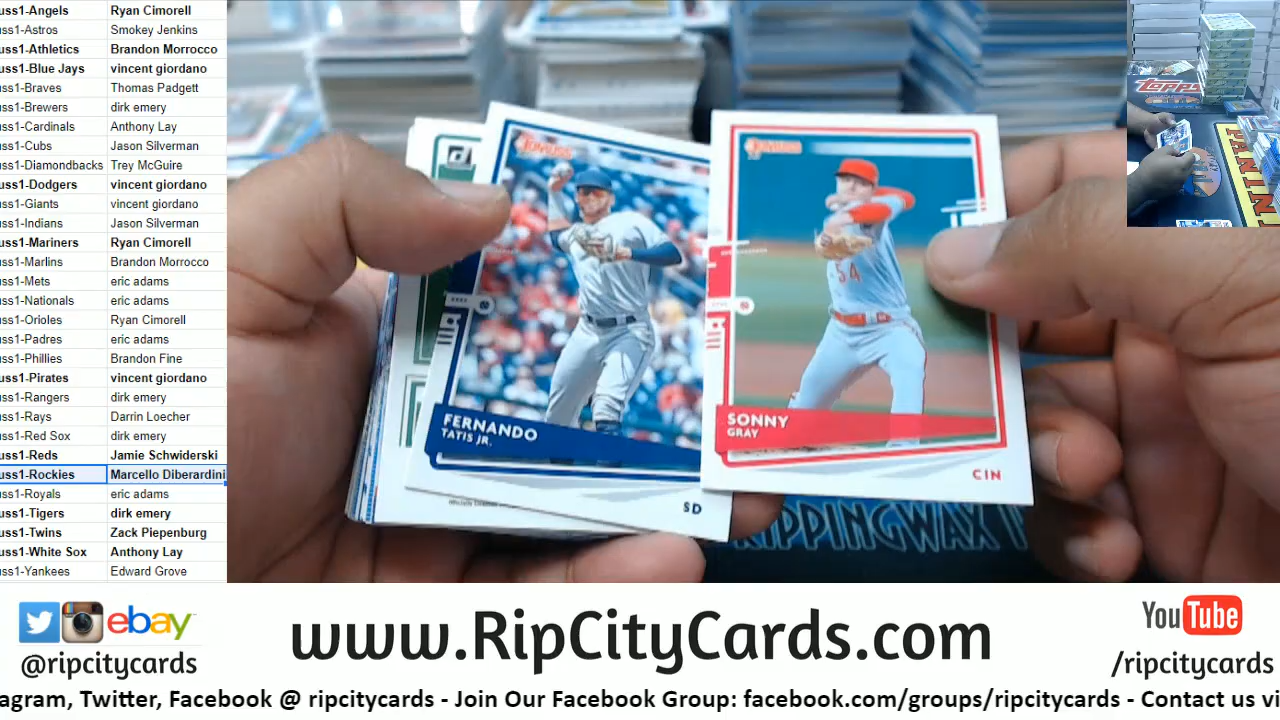 uss1-Angels Ryan Cimorell
uss1-Astros Smokey Jenkins
uss1-Athletics Brandon Morrocco
uss1-Blue Jays vincent giordano
uss1-Braves Thomas Padgett
uss1-Brewers dirk emery
uss1-Cardinals Anthony Lay
uss1-Cubs Jason Silverman
uss1-Diamondbacks Trey McGuire
uss1-Dodgers vincent giordano
uss1-Giants vincent giordano
uss1-Indians Jason Silverman
uss1-Mariners Ryan Cimorell
uss1-Marlins Brandon Morrocco
uss1-Mets eric adams
uss1-Nationals eric adams
uss1-Orioles Ryan Cimorell
uss1-Padres eric adams
uss1-Phillies Brandon Fine
uss1-Pirates vincent giordano
uss1-Rangers dirk emery
uss1-Rays Darrin Loecher
uss1-Red Sox dirk emery
uss1-Reds Jamie Schwiderski
uss1-Rockies Marcello Diberardini
uss1-Royals eric adams
uss1-Tigers dirk emery
uss1-Twins Zack Piepenburg
uss1-White Sox Anthony Lay
uss1-Yankees Edward Grove
Donruss
FERNANDO
TATIS JR.
SD
Donruss
54
SONNY
GRAY
CIN
TOPPS
PANINI
RIPPINGWAX
ebay
@ripcitycards
www.RipCityCards.com
YouTube
/ripcitycards
agram, Twitter, Facebook @ ripcitycards - Join Our Facebook Group: facebook.com/groups/ripcitycards - Contact us vi